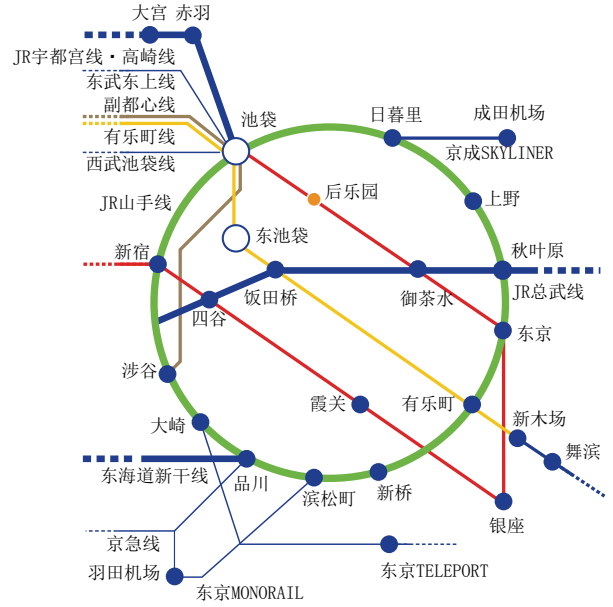 大宫 赤羽
JR宇都宫线·高崎线
东武东上线
副都心线
有乐町线
西武池袋线
池袋
日暮里
成田机场
京成SKYLINER
JR山手线
后乐园
上野
东池袋
新宿
秋叶原
饭田桥
御茶水
JR总武线
四谷
东京
涉谷
霞关
有乐町
大崎
新木场
舞滨
东海道新干线
品川
滨松町
新桥
银座
京急线
羽田机场
东京MONORAIL
东京TELEPORT